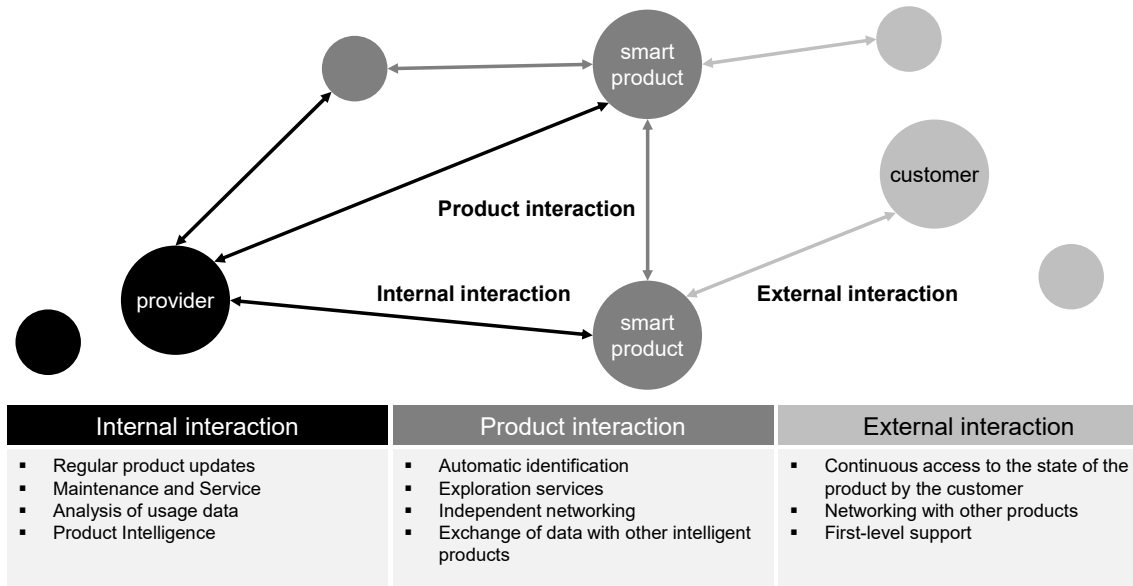 smart
product
customer
Product interaction
provider
Internal interaction
External interaction
smart
product
Internal interaction
▪ Regular product updates
▪ Maintenance and Service
▪ Analysis of usage data
▪ Product Intelligence
Product interaction
▪ Automatic identification
▪ Exploration services
▪ Independent networking
▪ Exchange of data with other intelligent
products
External interaction
▪ Continuous access to the state of the
product by the customer
▪ Networking with other products
▪ First-level support